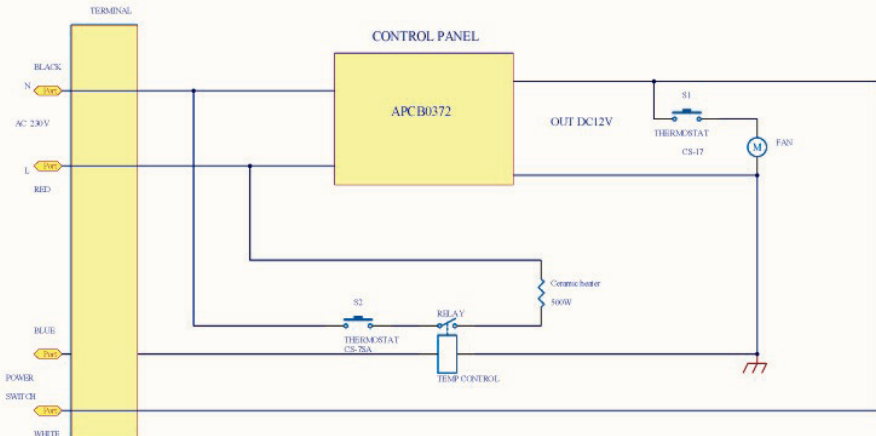 TERMINAL
CONTROL PANEL
BLACK
N
Port
APCB0372
S1
AC 230V
OUT DC12V
THERMOSTAT
FAN
M
CS-17
L
Port
RED
Ceramic heater
500W
S2
RELAY
BLUE
THERMOSTAT
CS-7SA
Port
POWER
TEMP CONTROL
SWITCH
Port
WHITE